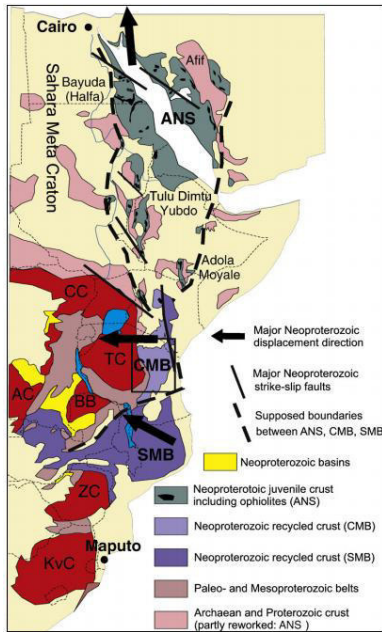 Cairo
Afif
Bayuda
(Halfa)
Sahara Meta Craton
ANS
Tulu Dimtu
Yubdo
Adola
Moyale
CC
TC
CMB
AC
BB
SMB
ZC
Maputo
KvC
Major Neoproterozoic
displacement direction
Major Neoproterozoic
strike-slip faults
Supposed boundaries
between ANS, CMB, SMB
Neoproterozoic basins
Neoproterotoic juvenile crust
including ophiolites (ANS)
Neoproterozoic recycled crust (CMB)
Neoproterozoic recycled crust (SMB)
Paleo- and Mesoproterozoic belts
Archaean and Proterozoic crust
(partly reworked: ANS )